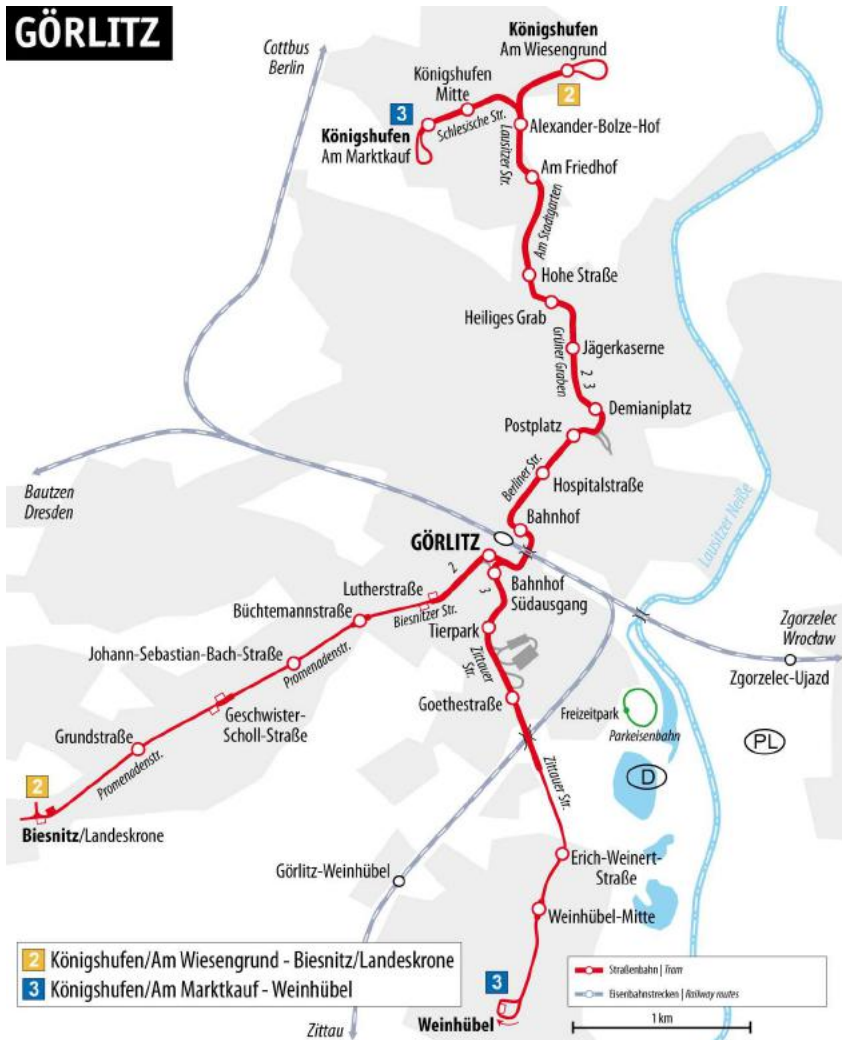 GÖRLITZ
Cottbus
Berlin
Königshufen
Am Wiesengrund
2
Königshufen
Mitte
3
Königshufen
Am Marktkauf
Schlesische Str.
Lausitzer Str.
Alexander-Bolze-Hof
Am Friedhof
Am Stadtgarten
Hohe Straße
Heiliges Grab
Grüner Graben
Jägerkaserne
2 3
Demianiplatz
Postplatz
Berliner Str.
Hospitalstraße
Bautzen
Dresden
Lausitzer Neiße
Bahnhof
GÖRLITZ
2
3
Bahnhof
Südausgang
Lutherstraße
Biesnitzer Str.
Büchtemannstraße
Tierpark
Zittauer
Str.
Zgorzelec
Wrocław
Zgorzelec-Ujazd
Johann-Sebastian-Bach-Straße
Promenadenstr.
Geschwister-
Scholl-Straße
Goethestraße
Freizeitpark
Parkeisenbahn
Grundstraße
Promenadenstr.
PL
D
2
Biesnitz/Landeskrone
Zittauer Str.
Görlitz-Weinhübel
Erich-Weinert-
Straße
Weinhübel-Mitte
2 Königshufen/Am Wiesengrund - Biesnitz/Landeskrone
3 Königshufen/Am Marktkauf - Weinhübel
3
Weinhübel
Zittau
Straßenbahn | Tram
Eisenbahnstrecken | Railway routes
1 km